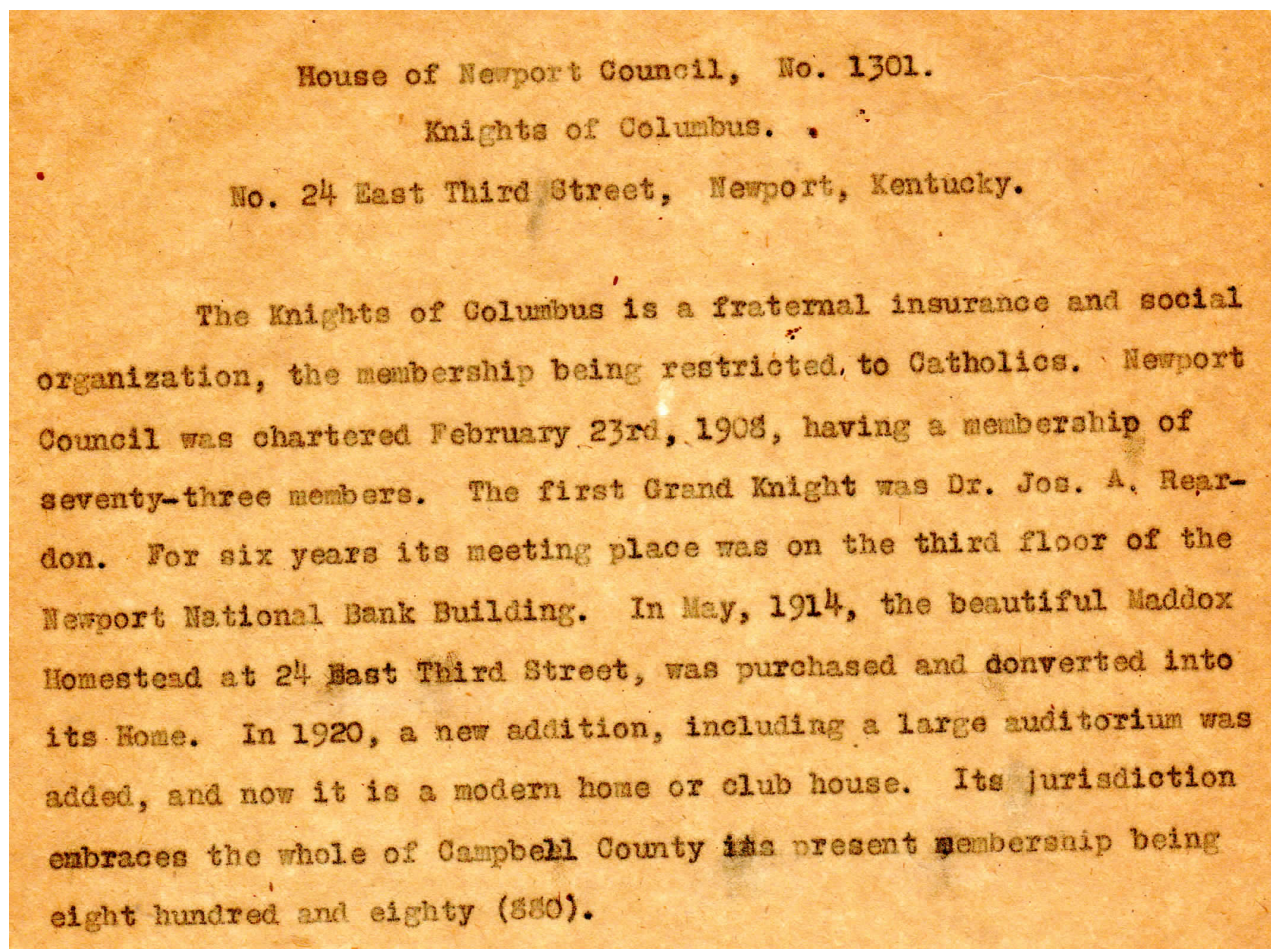 House of Newport Council, No. 1301.
Knights of Columbus.
No. 24 East Third Street, Newport, Kentucky.
The Knights of Columbus is a fraternal insurance and social
organization, the membership being restricted, to Catholics. Newport
Council was chartered February 23rd, 1908, having a membership of
seventy-three members. The first Grand Knight was Dr. Jos. A. Rear-
don. For six years its meeting place was on the third floor of the
Newport National Bank Building. In May, 1914, the beautiful Maddox
Homestead at 24 East Third Street, was purchased and donverted into
its Home. In 1920, a new addition, including a large auditorium was
added, and now it is a modern home or club house. Its jurisdiction
embraces the whole of Campbell County its present membership being
eight hundred and eighty (880).